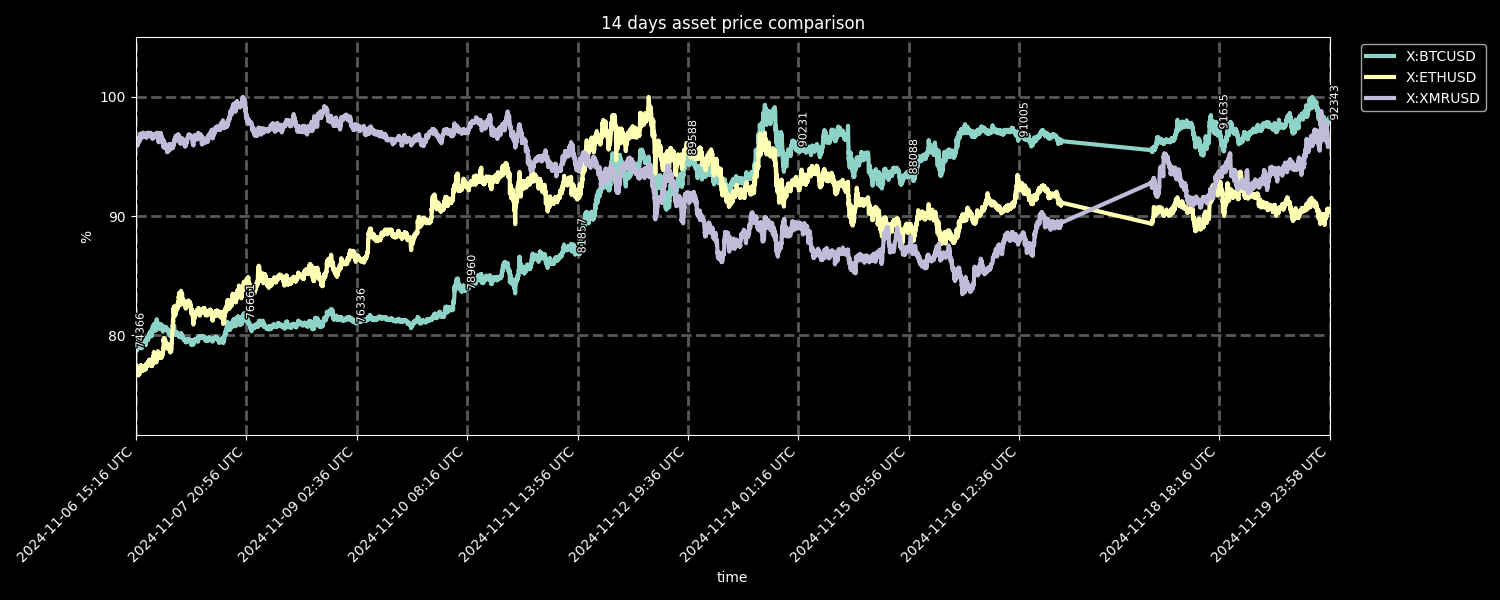 14 days asset price comparison
X:BTCUSD
X:ETHUSD
X:XMRUSD
100
90
80
%
74366
76661
76336
78960
81857
89588
90231
88088
91005
91635
92343
2024-11-06 15:16 UTC
2024-11-07 20:56 UTC
2024-11-09 02:36 UTC
2024-11-10 08:16 UTC
2024-11-11 13:56 UTC
2024-11-12 19:36 UTC
2024-11-14 01:16 UTC
2024-11-15 06:56 UTC
2024-11-16 12:36 UTC
2024-11-18 18:16 UTC
2024-11-19 23:58 UTC
time